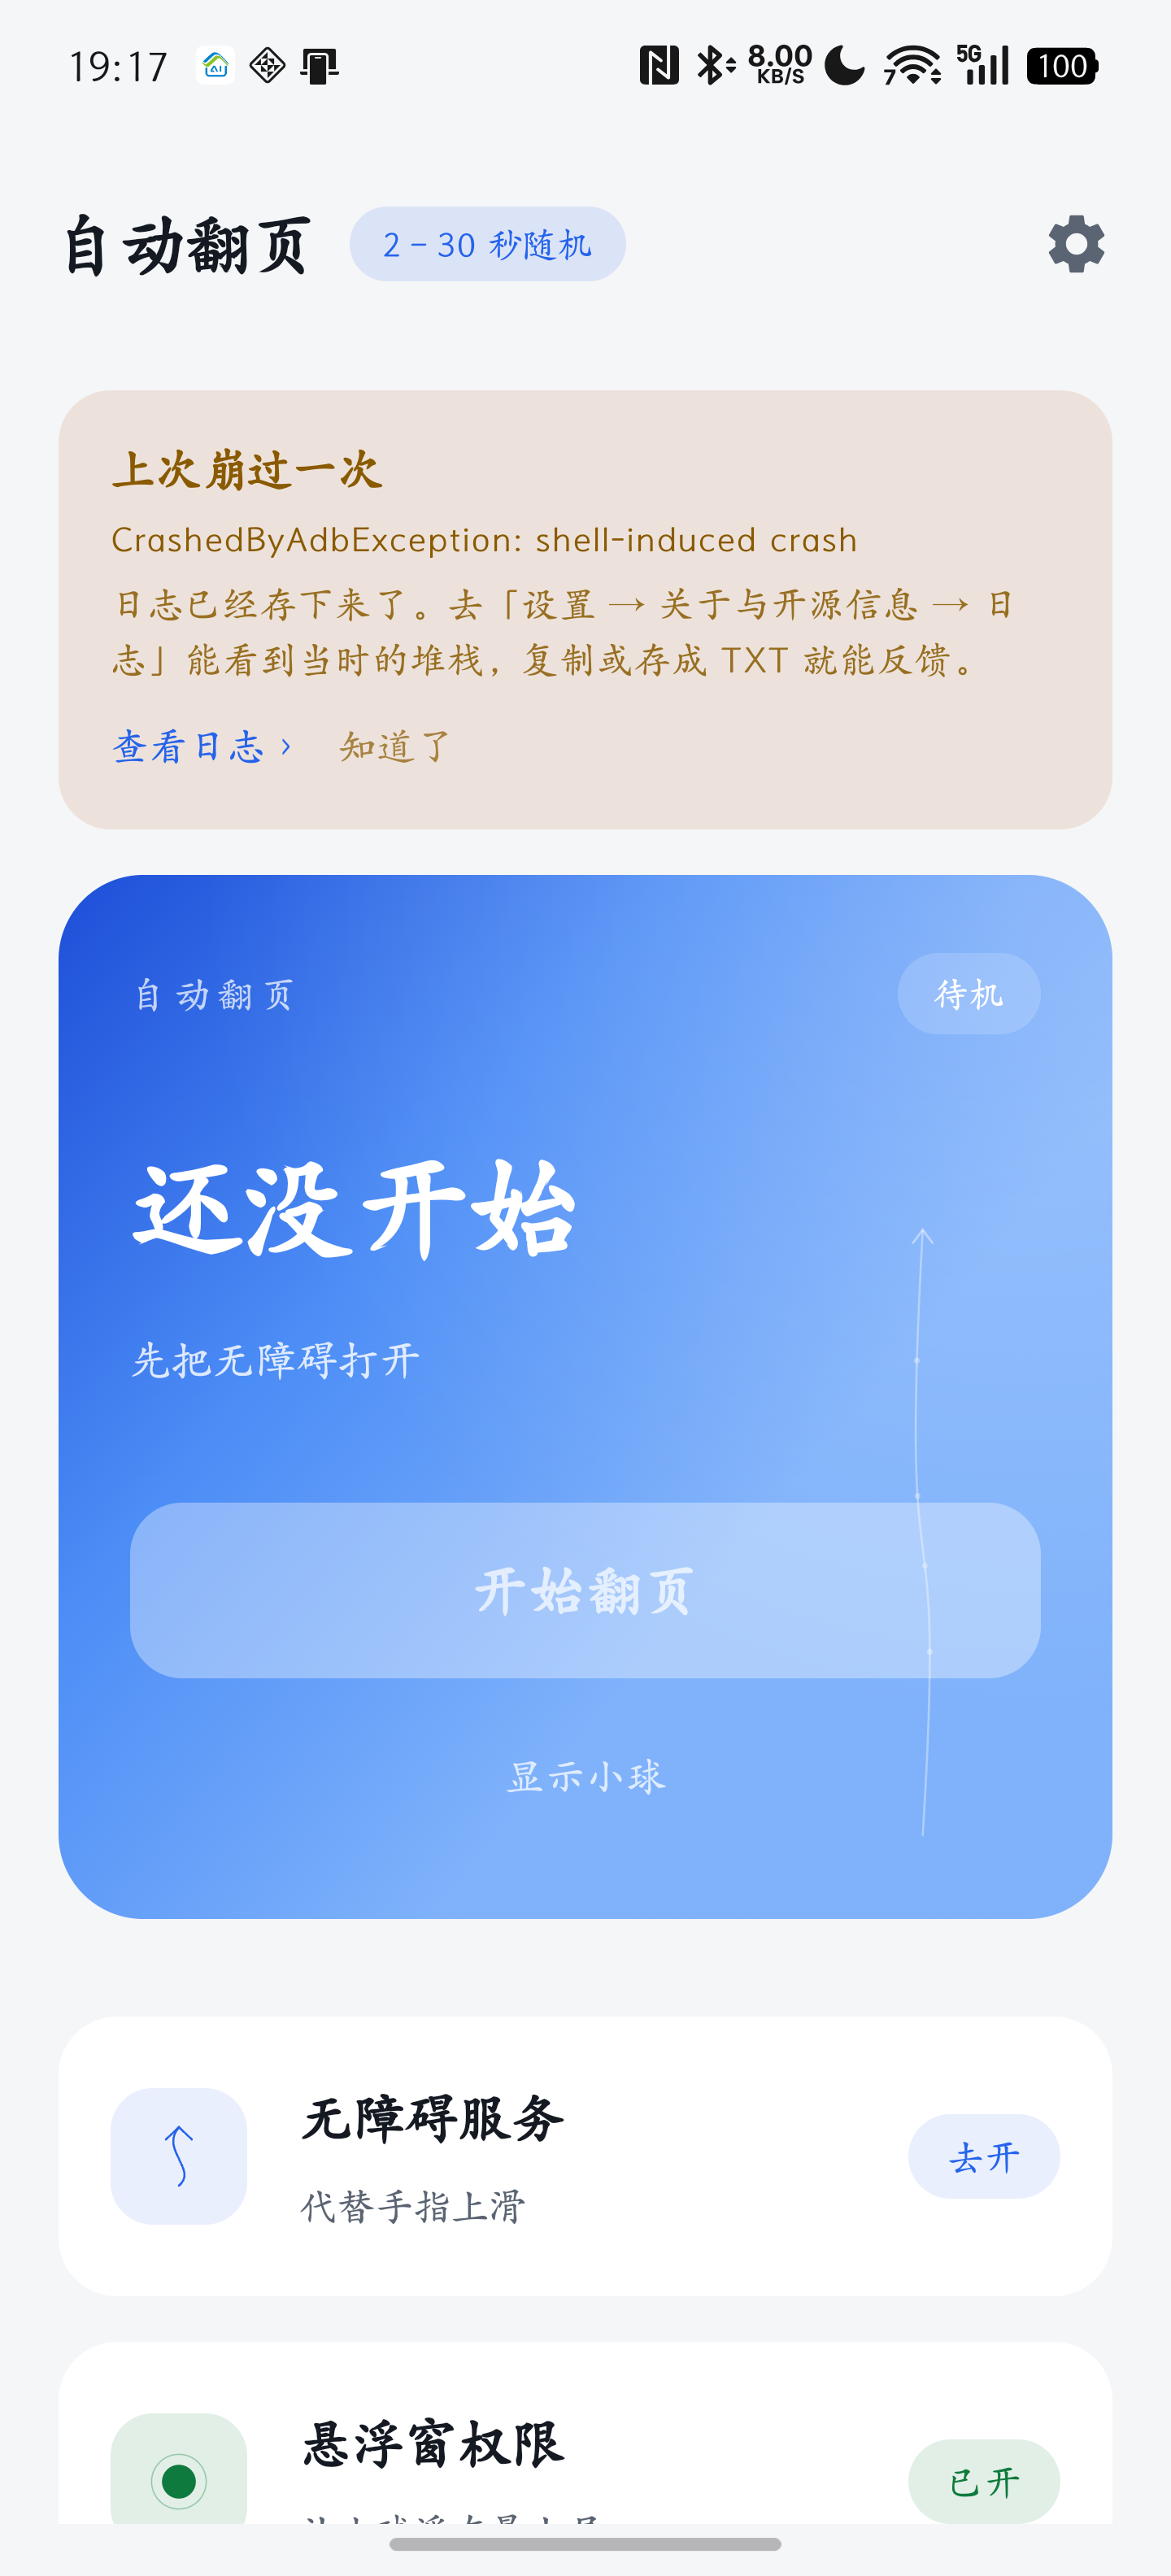 19:17
8.00 KB/S
7
5G
100
自动翻页
2 – 30 秒随机
上次崩过一次
CrashedByAdbException: shell-induced crash
日志已经存下来了。去「设置 → 关于与开源信息 → 日
志」能看到当时的堆栈，复制或存成 TXT 就能反馈。
查看日志 ›
知道了
自动翻页
待机
还没开始
先把无障碍打开
开始翻页
显示小球
无障碍服务
去开
代替手指上滑
悬浮窗权限
已开